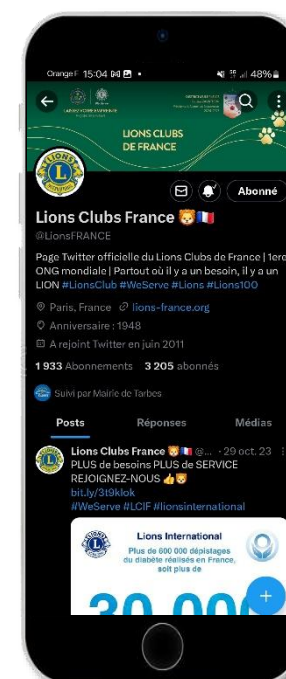 Orange F 15:04
48%
LIONS CLUBS
DE FRANCE
LIONS
L
Abonné
Lions Clubs France
@LionsFRANCE
Page Twitter officielle du Lions Clubs de France | 1ere
ONG mondiale | Partout où il y a un besoin, il y a un
LION #LionsClub #WeServe #Lions #Lions100
Paris, France lions-france.org
Anniversaire : 1948
A rejoint Twitter en juin 2011
1 933 Abonnements 3 205 abonnés
Suivi par Mairie de Tarbes
Posts Réponses Médias
Lions Clubs France 🦁🇫🇷 @... · 29 oct. 23
PLUS de besoins PLUS de SERVICE
REJOIGNEZ-NOUS 👍🦁
bit.ly/3t9klok
#WeServe #LCIF #lionsinternational
Lions International
Plus de 600 000 dépistages
du diabète réalisés en France,
soit plus de
30 000